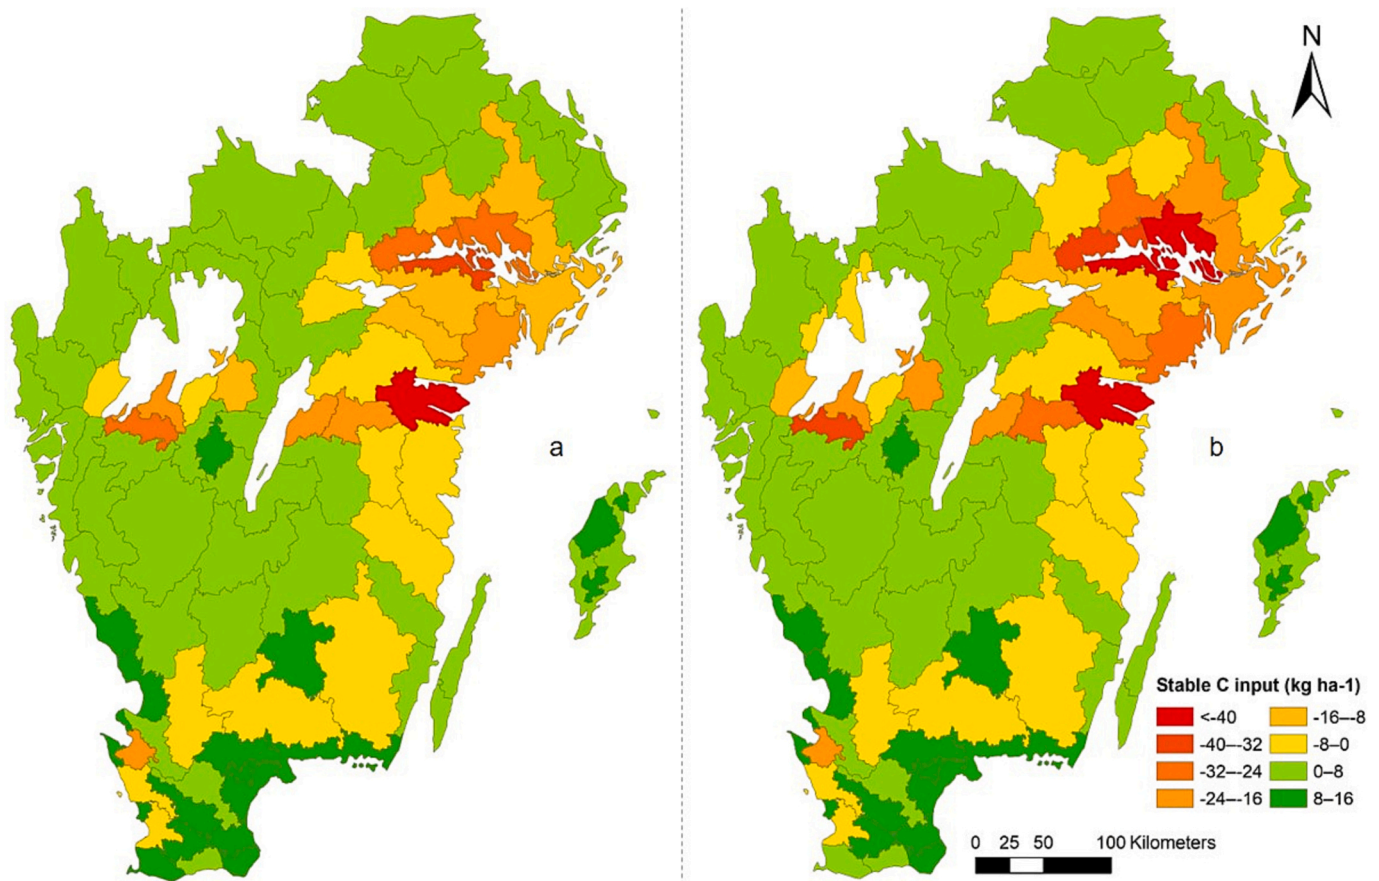 N
a
b
Stable C input (kg ha-1)
<-40
-16–-8
-40–-32
-8–0
-32–-24
0–8
-24–-16
8–16
0 25 50 100 Kilometers